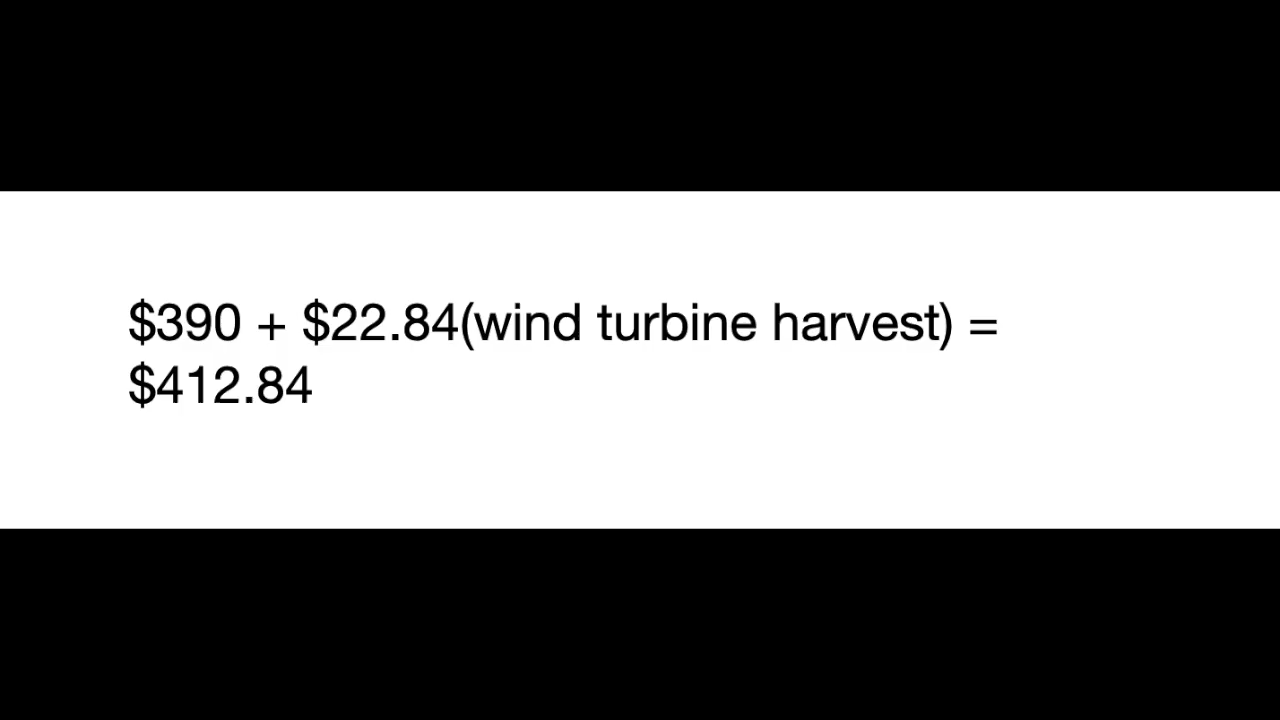 $390 + $22.84(wind turbine harvest) =
$412.84